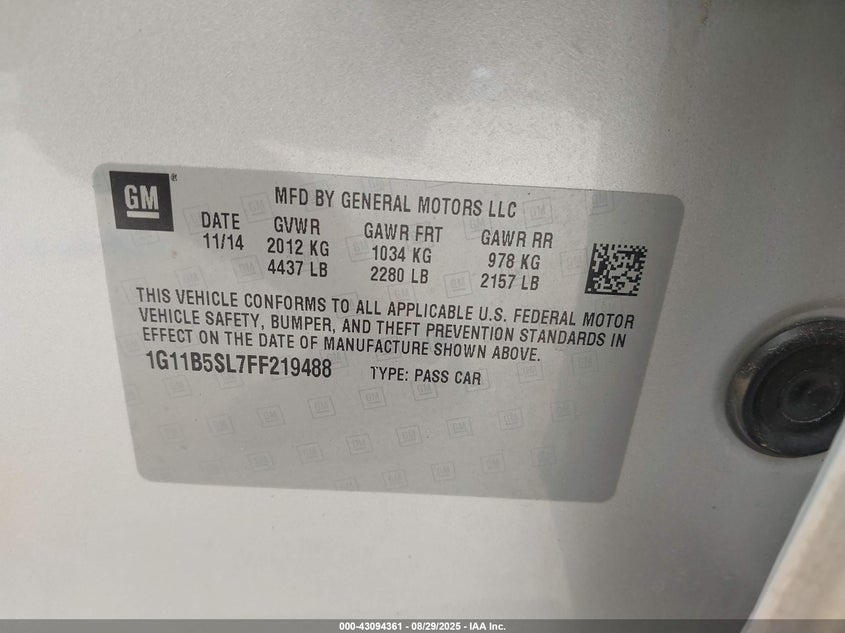 GM®
MFD BY GENERAL MOTORS LLC
DATE GVWR GAWR FRT GAWR RR
11/14 2012 KG 1034 KG 978 KG
4437 LB 2280 LB 2157 LB
THIS VEHICLE CONFORMS TO ALL APPLICABLE U.S. FEDERAL MOTOR
VEHICLE SAFETY, BUMPER, AND THEFT PREVENTION STANDARDS IN
EFFECT ON THE DATE OF MANUFACTURE SHOWN ABOVE.
1G11B5SL7FF219488 TYPE: PASS CAR
000-43094361 - 08/29/2025 - IAA Inc.